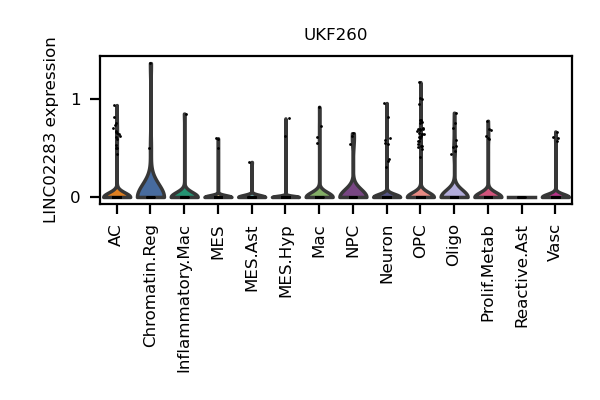 UKF260
LINC02283 expression
1
0
AC
Chromatin.Reg
Inflammatory.Mac
MES
MES.Ast
MES.Hyp
Mac
NPC
Neuron
OPC
Oligo
Prolif.Metab
Reactive.Ast
Vasc